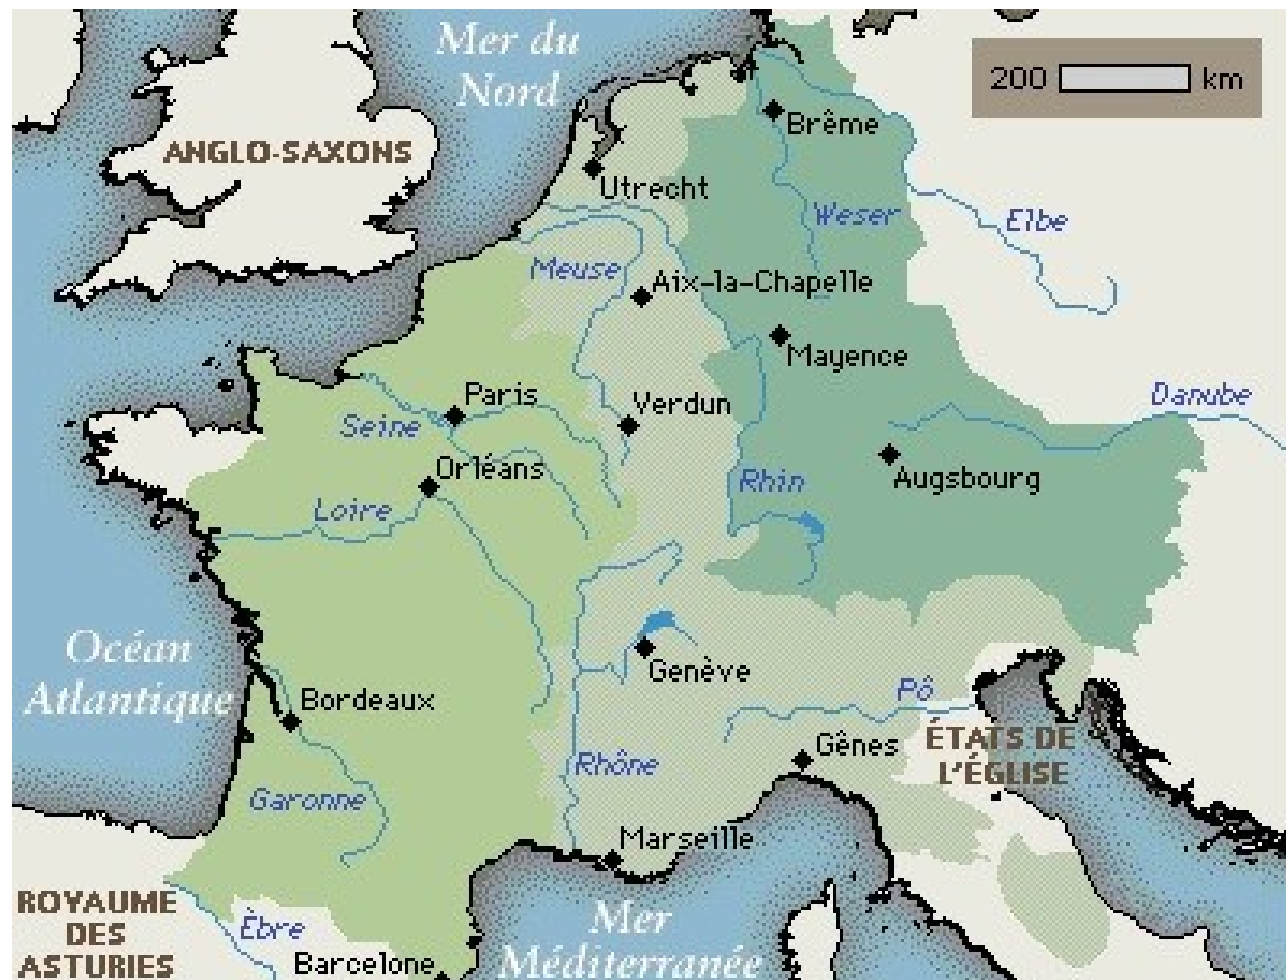 Mer du
Nord
200 km
ANGLO-SAXONS
Brême
Utrecht
Weser
Elbe
Meuse
Aix-la-Chapelle
Mayence
Paris
Verdun
Danube
Seine
Orléans
Augsbourg
Rhin
Loire
Océan
Atlantique
Genève
Bordeaux
Pô
Gênes
ÉTATS DE
L'ÉGLISE
Rhône
Garonne
Marseille
ROYAUME
DES
ASTURIES
Èbre
Barcelone
Mer
Méditerranée